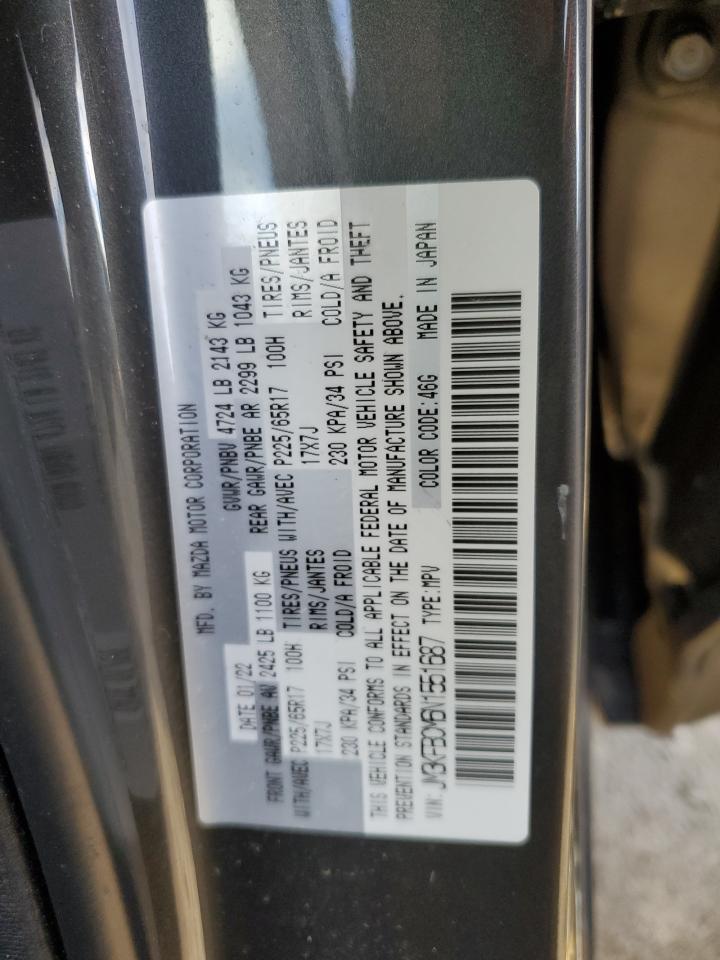 MFD. BY MAZDA MOTOR CORPORATION
DATE 01/22 GVWR/PNBV 4724 LB 2143 KG
FRONT GAWR/PNBE AV 2425 LB 1100 KG REAR GAWR/PNBE AR 2299 LB 1043 KG
WITH/AVEC P225/65R17 100H TIRES/PNEUS WITH/AVEC P225/65R17 100H TIRES/PNEUS
17X7J RIMS/JANTES 17X7J RIMS/JANTES
230 KPA/34 PSI COLD/A FROID 230 KPA/34 PSI COLD/A FROID
THIS VEHICLE CONFORMS TO ALL APPLICABLE FEDERAL MOTOR VEHICLE SAFETY AND THEFT
PREVENTION STANDARDS IN EFFECT ON THE DATE OF MANUFACTURE SHOWN ABOVE.
VIN: JM3KFBCM6N1551687 TYPE:MPV COLOR CODE:46G MADE IN JAPAN